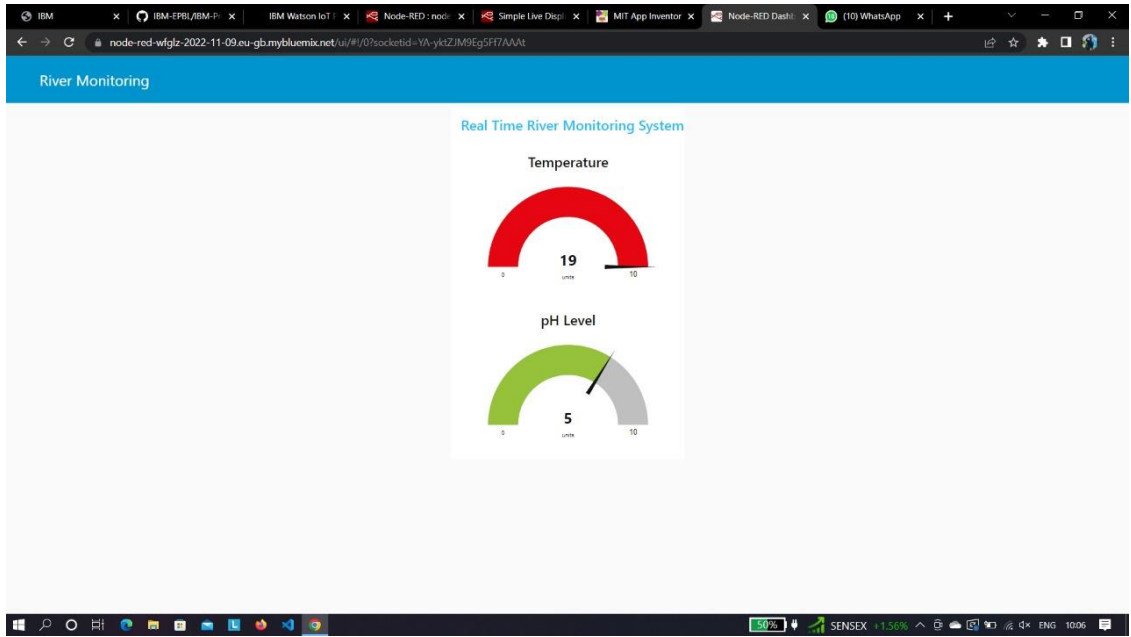 IBM
IBM-EPBL/IBM-Pr
IBM Watson IoT P
Node-RED : node
Simple Live Displ
MIT App Inventor
Node-RED Dashb
(10) WhatsApp
node-red-wfglz-2022-11-09.eu-gb.mybluemix.net/ui/#!/0?socketid=YA-yktZJM9Eg5Ff7AAAt
River Monitoring
Real Time River Monitoring System
Temperature
19
0 units 10
pH Level
5
0 units 10
50% SENSEX +1.56% ENG 10:06